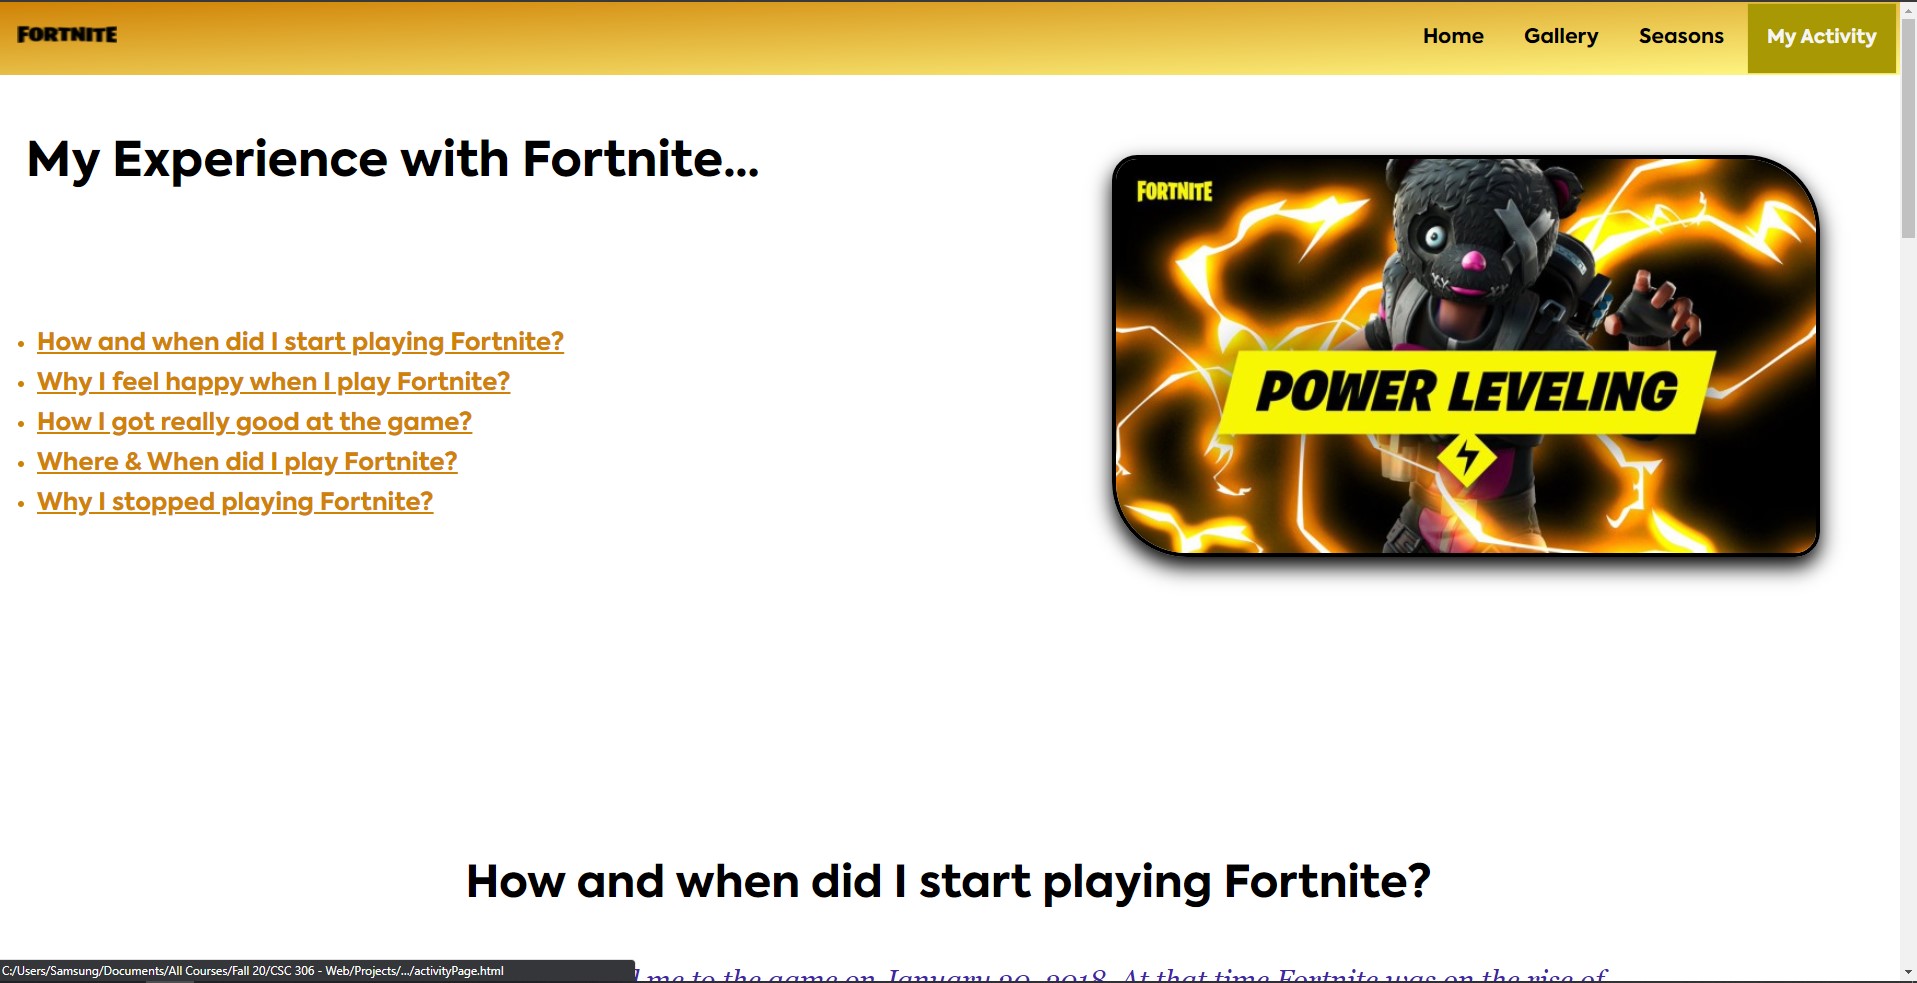 FORTNITE
Home Gallery Seasons My Activity
My Experience with Fortnite...
FORTNITE
POWER LEVELING
How and when did I start playing Fortnite?
Why I feel happy when I play Fortnite?
How I got really good at the game?
Where & When did I play Fortnite?
Why I stopped playing Fortnite?
How and when did I start playing Fortnite?
me to the game on January 20, 2018. At that time Fortnite was on the rise of
C:/Users/Samsung/Documents/All Courses/Fall 20/CSC 306 - Web/Projects/.../activityPage.html